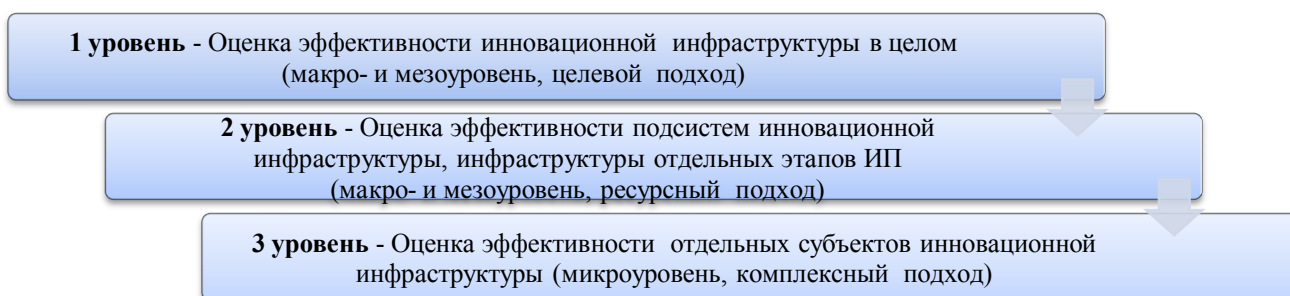 1 уровень - Оценка эффективности инновационной инфраструктуры в целом
(макро- и мезоуровень, целевой подход)
2 уровень - Оценка эффективности подсистем инновационной
инфраструктуры, инфраструктуры отдельных этапов ИП
(макро- и мезоуровень, ресурсный подход)
3 уровень - Оценка эффективности отдельных субъектов инновационной
инфраструктуры (микроуровень, комплексный подход)